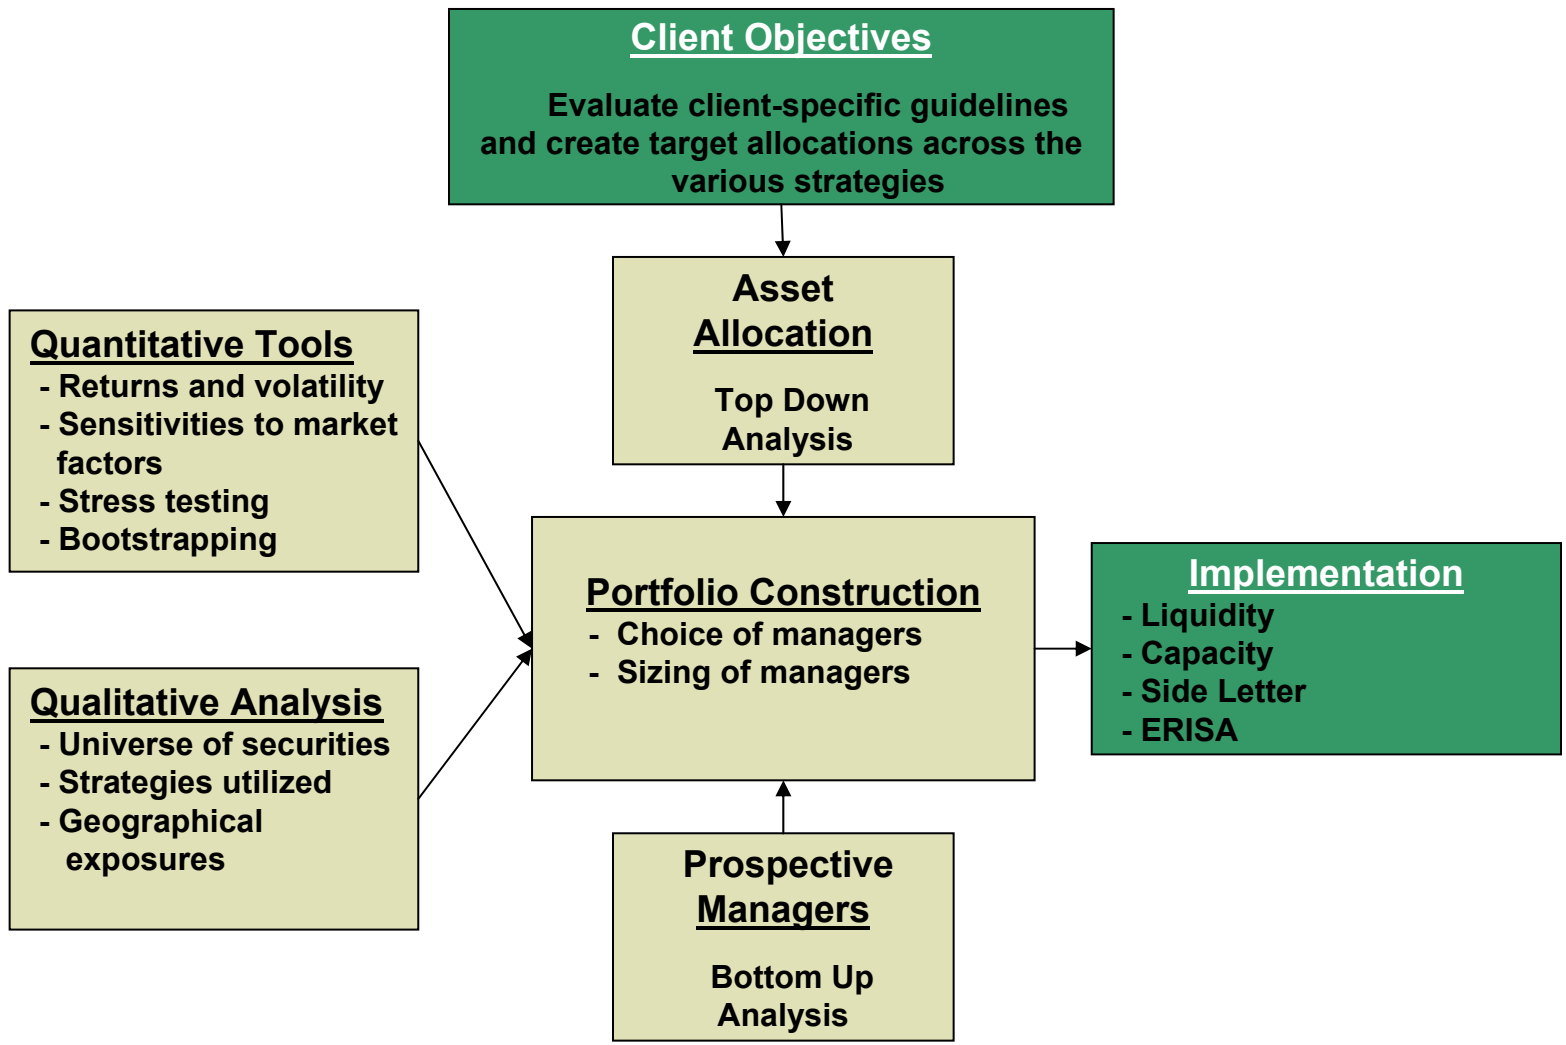 Client Objectives
Evaluate client-specific guidelines
and create target allocations across the
various strategies
Asset
Allocation
Top Down
Analysis
Quantitative Tools
- Returns and volatility
- Sensitivities to market
factors
- Stress testing
- Bootstrapping
Qualitative Analysis
- Universe of securities
- Strategies utilized
- Geographical
exposures
Portfolio Construction
- Choice of managers
- Sizing of managers
Implementation
- Liquidity
- Capacity
- Side Letter
- ERISA
Prospective
Managers
Bottom Up
Analysis